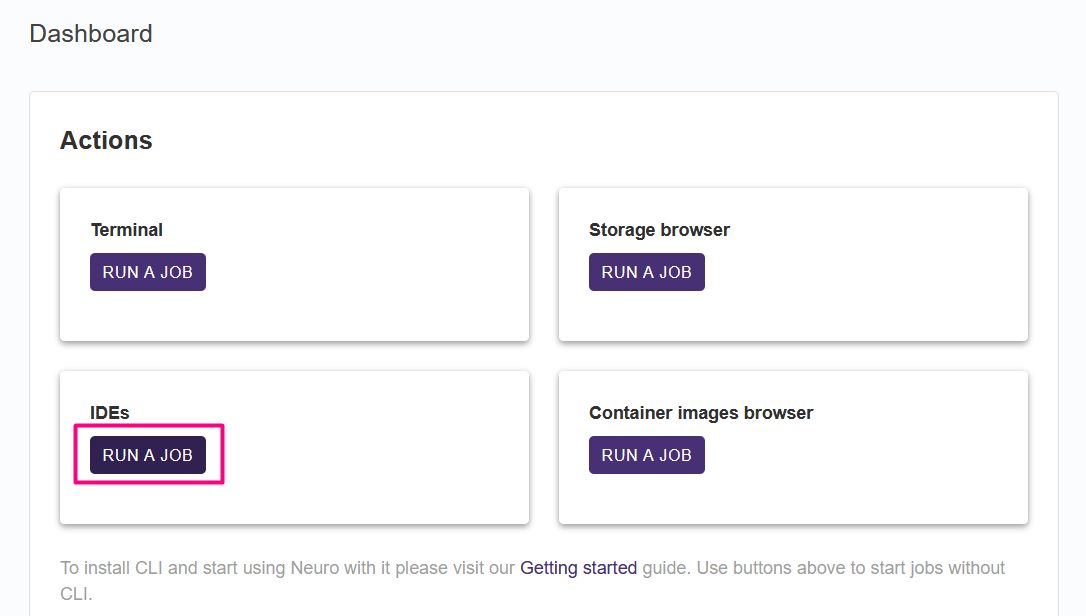 Dashboard
Actions
Terminal
RUN A JOB
Storage browser
RUN A JOB
IDEs
RUN A JOB
Container images browser
RUN A JOB
To install CLI and start using Neuro with it please visit our Getting started guide. Use buttons above to start jobs without
CLI.